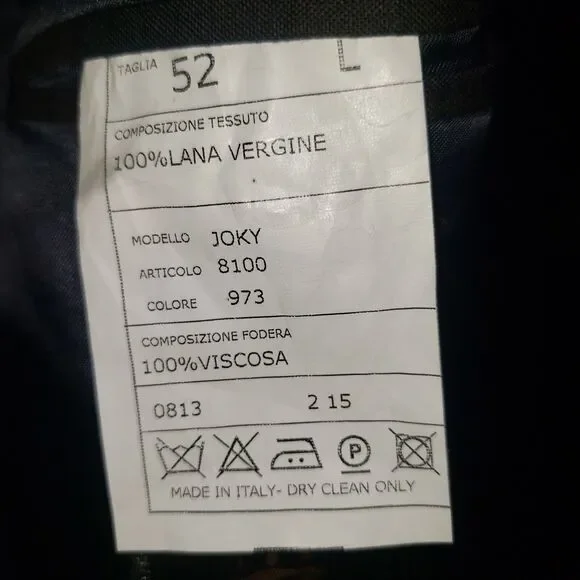 TAGLIA 52 L
COMPOSIZIONE TESSUTO
100%LANA VERGINE
MODELLO JOKY
ARTICOLO 8100
COLORE 973
COMPOSIZIONE FODERA
100%VISCOSA
0813 2 15
P
MADE IN ITALY- DRY CLEAN ONLY